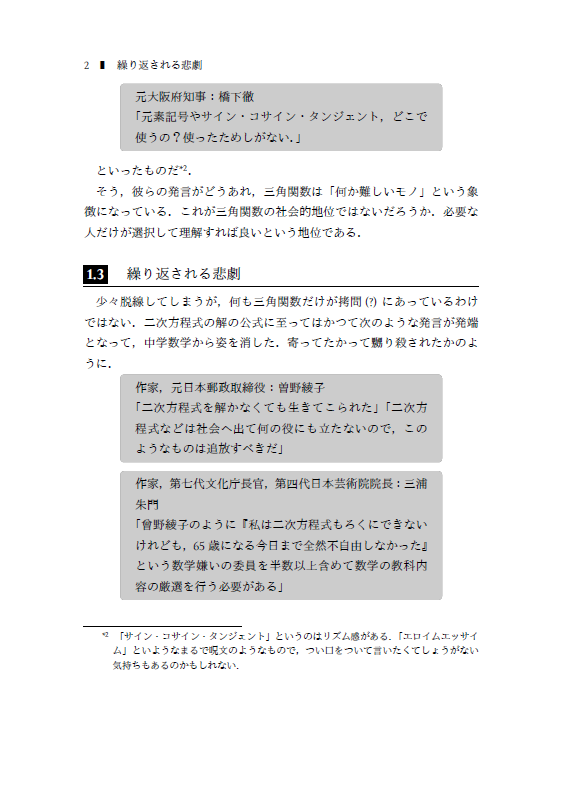 2 ▮ 繰り返される悲劇
元大阪府知事：橋下徹
「元素記号やサイン・コサイン・タンジェント，どこで
使うの？使ったためしがない．」
といったものだ*2．
そう，彼らの発言がどうあれ，三角関数は「何か難しいモノ」という象
徴になっている．これが三角関数の社会的地位ではないだろうか．必要な
人だけが選択して理解すれば良いという地位である．
1.3 繰り返される悲劇
少々脱線してしまうが，何も三角関数だけが拷問 (?) にあっているわけ
ではない．二次方程式の解の公式に至ってはかつて次のような発言が発端
となって，中学数学から姿を消した．寄ってたかって嬲り殺されたかのよ
うに．
作家，元日本郵政取締役：曽野綾子
「二次方程式を解かなくても生きてこられた」「二次方
程式などは社会へ出て何の役にも立たないので，この
ようなものは追放すべきだ」
作家，第七代文化庁長官，第四代日本芸術院院長：三浦
朱門
「曾野綾子のように『私は二次方程式もろくにできない
けれども，65 歳になる今日まで全然不自由しなかった』
という数学嫌いの委員を半数以上含めて数学の教科内
容の厳選を行う必要がある」
*2 「サイン・コサイン・タンジェント」というのはリズム感がある．「エロイムエッサイ
ム」といようなまるで呪文のようなもので，つい口をついて言いたくてしょうがない
気持ちもあるのかもしれない．